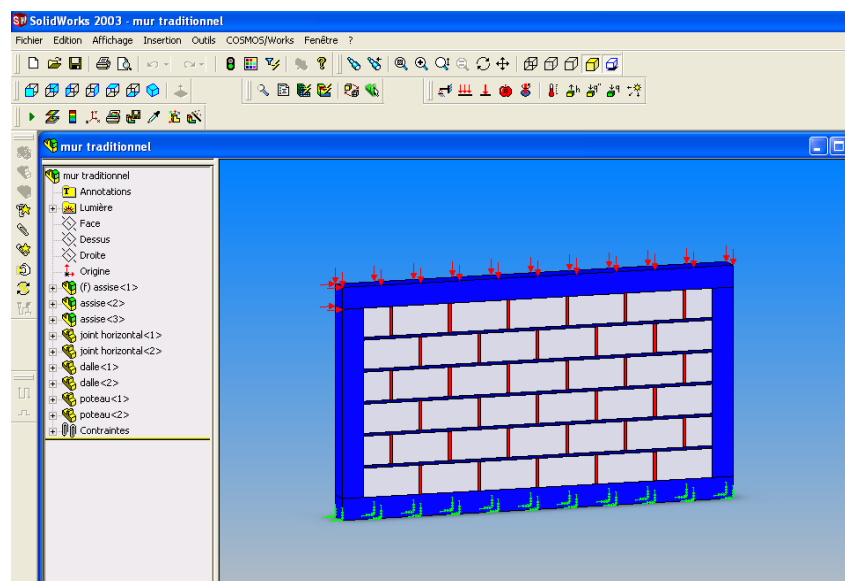 SolidWorks 2003 - mur traditionnel
Fichier Edition Affichage Insertion Outils COSMOS/Works Fenêtre ?
mur traditionnel
mur traditionnel
Annotations
Lumière
Face
Dessus
Droite
Origine
(f) assise<1>
assise<2>
assise<3>
joint horizontal<1>
joint horizontal<2>
dalle<1>
dalle<2>
poteau<1>
poteau<2>
Contraintes